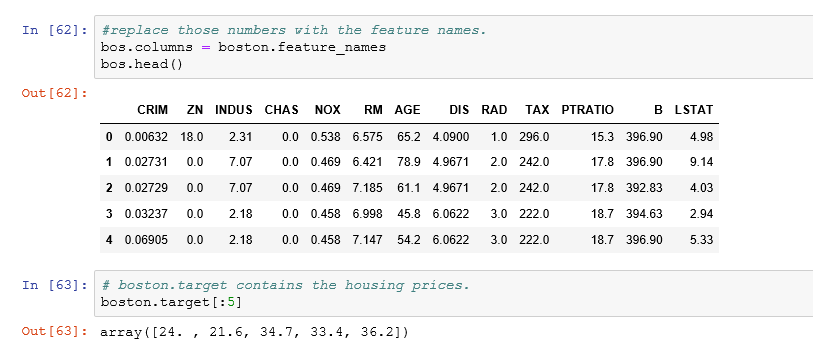 In [62]: #replace those numbers with the feature names.
bos.columns = boston.feature_names
bos.head()
Out[62]:
CRIM ZN INDUS CHAS NOX RM AGE DIS RAD TAX PTRATIO B LSTAT
0 0.00632 18.0 2.31 0.0 0.538 6.575 65.2 4.0900 1.0 296.0 15.3 396.90 4.98
1 0.02731 0.0 7.07 0.0 0.469 6.421 78.9 4.9671 2.0 242.0 17.8 396.90 9.14
2 0.02729 0.0 7.07 0.0 0.469 7.185 61.1 4.9671 2.0 242.0 17.8 392.83 4.03
3 0.03237 0.0 2.18 0.0 0.458 6.998 45.8 6.0622 3.0 222.0 18.7 394.63 2.94
4 0.06905 0.0 2.18 0.0 0.458 7.147 54.2 6.0622 3.0 222.0 18.7 396.90 5.33
In [63]: # boston.target contains the housing prices.
boston.target[:5]
Out[63]: array([24. , 21.6, 34.7, 33.4, 36.2])